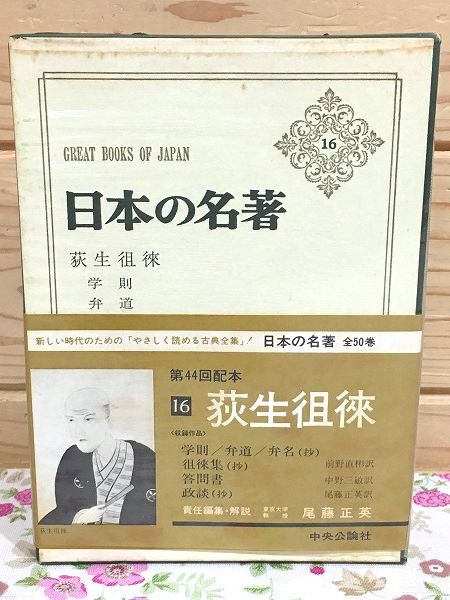 16
GREAT BOOKS OF JAPAN
日本の名著
荻生徂徠
学則
弁道
新しい時代のための「やさしく読める古典全集」! 日本の名著 全50巻
第44回配本
16 荻生徂徠
<収録作品>
学則/弁道/弁名(抄)
徂徠集(抄) 前野直彬訳
答問書 中野三敏訳
政談(抄) 尾藤正英訳
責任編集・解説 東京大学教授 尾藤正英
荻生徂徠
中央公論社